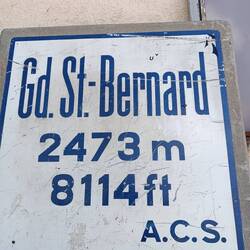 Gd. St.-Bernard
2473 m
8114 ft
A.C.S.